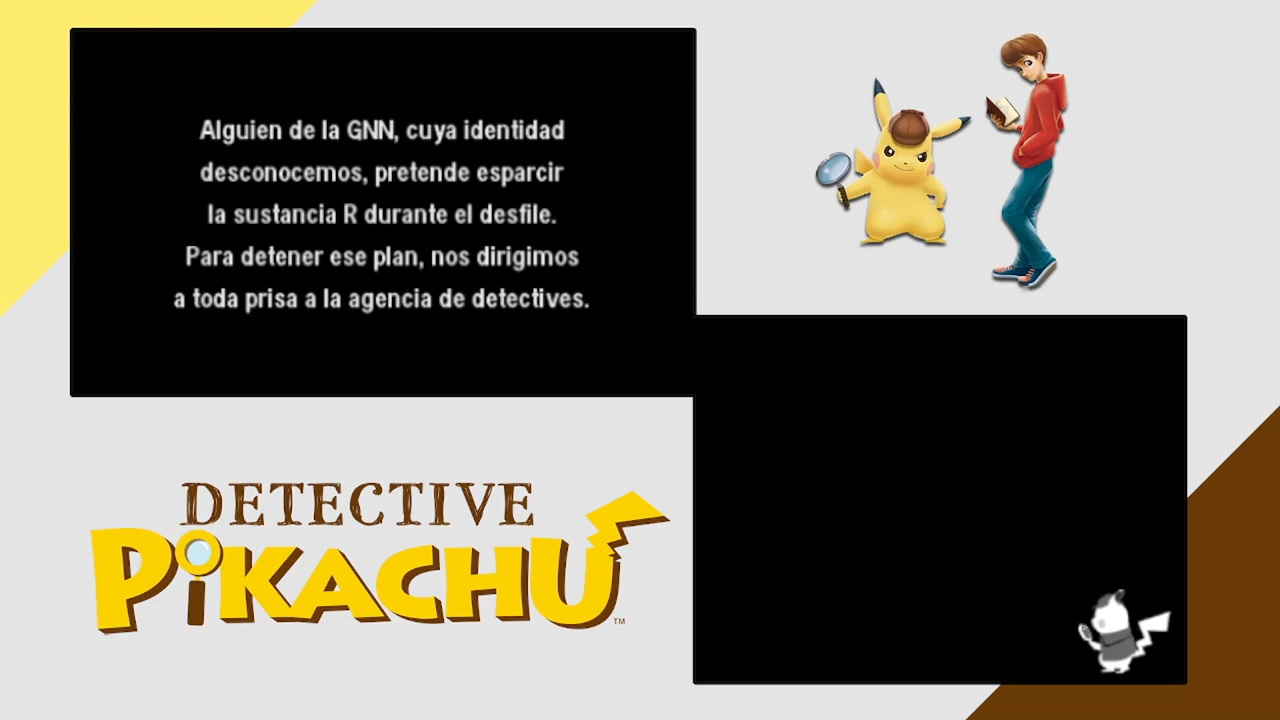 Alguien de la GNN, cuya identidad
desconocemos, pretende esparcir
la sustancia R durante el desfile.
Para detener ese plan, nos dirigimos
a toda prisa a la agencia de detectives.
DETECTIVE
PiKACHU
TM